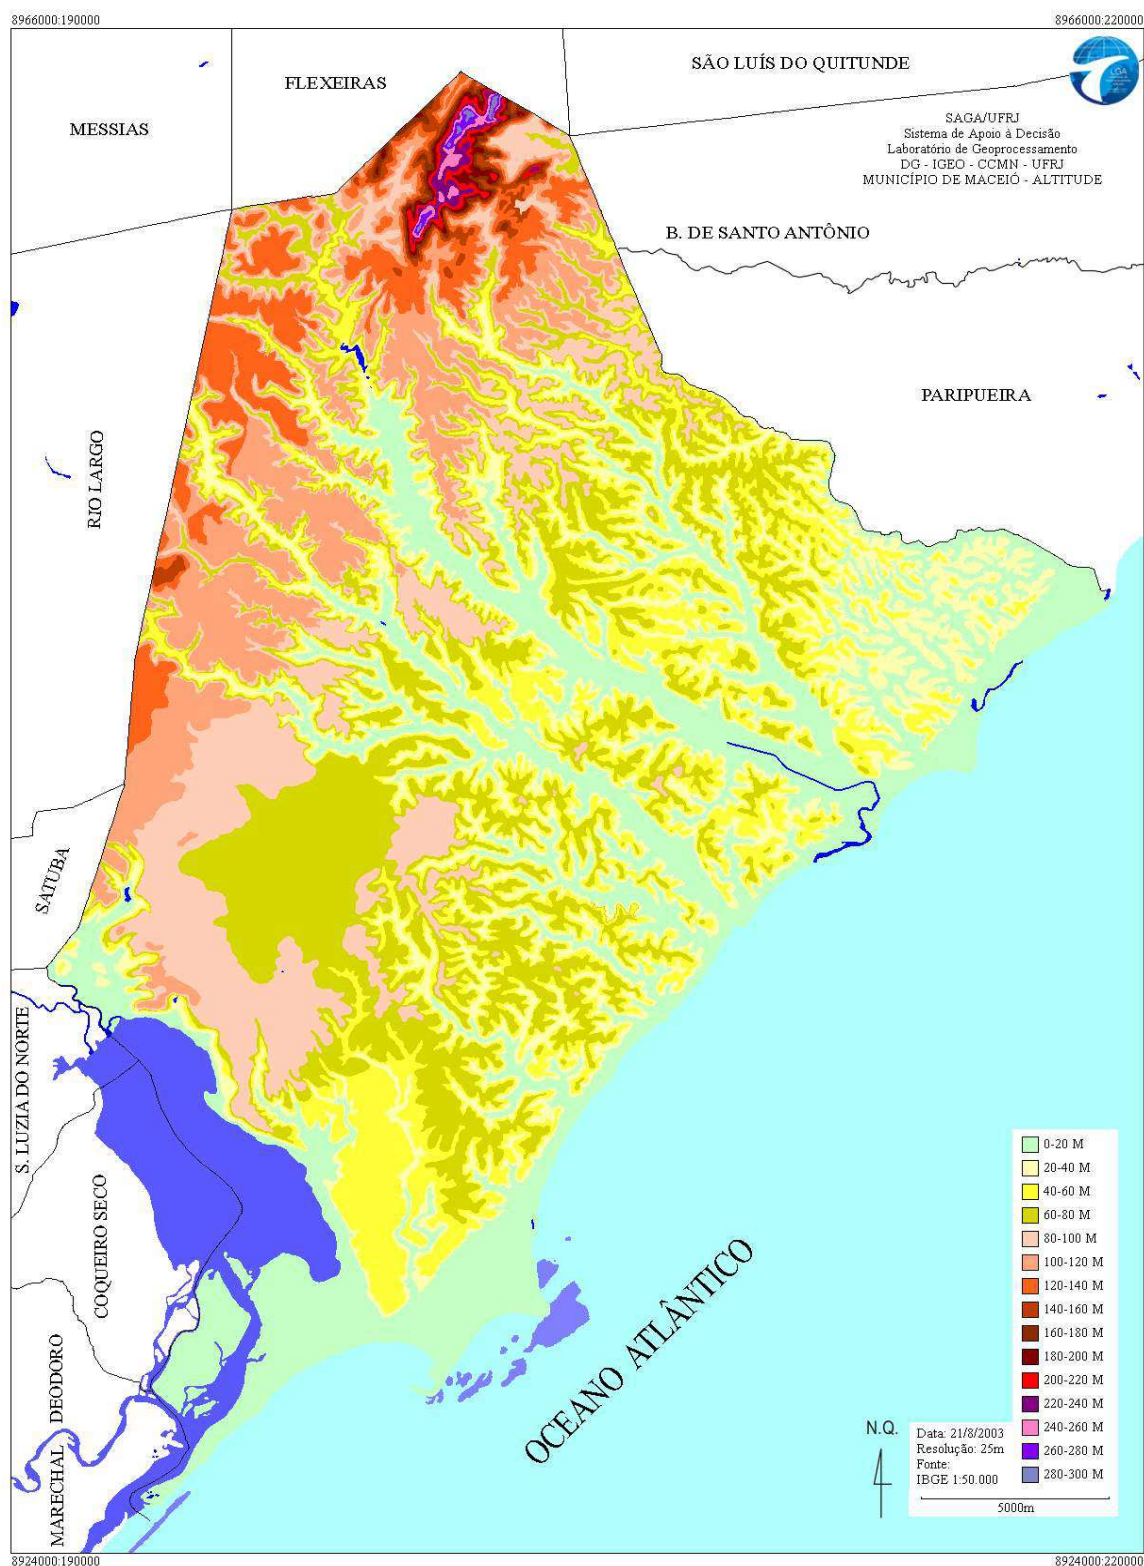 8966000:190000
8966000:220000
FLEXEIRAS
SÃO LUÍS DO QUITUNDE
MESSIAS
LGA
SAGA/UFRJ
Sistema de Apoio à Decisão
Laboratório de Geoprocessamento
DG - IGEO - CCMN - UFRJ
MUNICÍPIO DE MACEIÓ - ALTITUDE
B. DE SANTO ANTÔNIO
PARIPUEIRA
RIO LARGO
SATUBA
S. LUZIA DO NORTE
COQUEIRO SECO
MARECHAL DEODORO
OCEANO ATLÂNTICO
0-20 M
20-40 M
40-60 M
60-80 M
80-100 M
100-120 M
120-140 M
140-160 M
160-180 M
180-200 M
200-220 M
220-240 M
240-260 M
260-280 M
280-300 M
N.Q.
Data: 21/8/2003
Resolução: 25m
Fonte:
IBGE 1:50.000
5000m
8924000:190000
8924000:220000